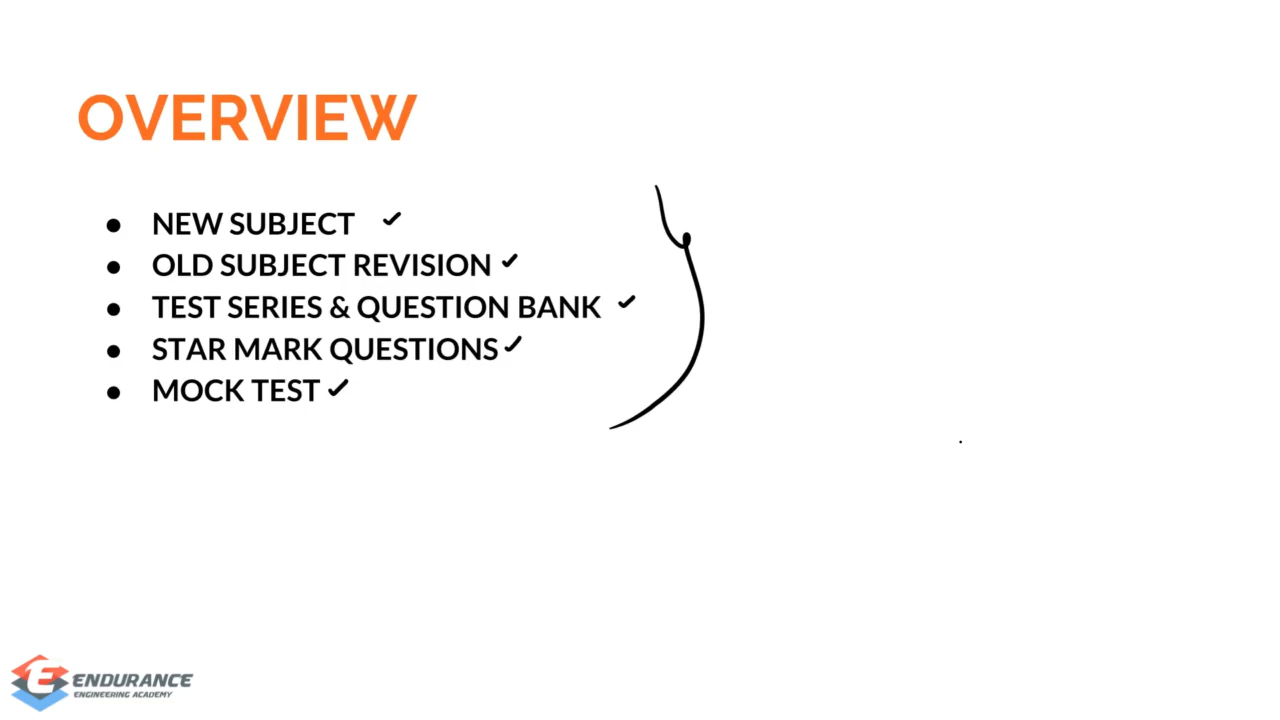 OVERVIEW
● NEW SUBJECT ✓
● OLD SUBJECT REVISION ✓
● TEST SERIES & QUESTION BANK ✓
● STAR MARK QUESTIONS ✓
● MOCK TEST ✓
E ENDURANCE
ENGINEERING ACADEMY